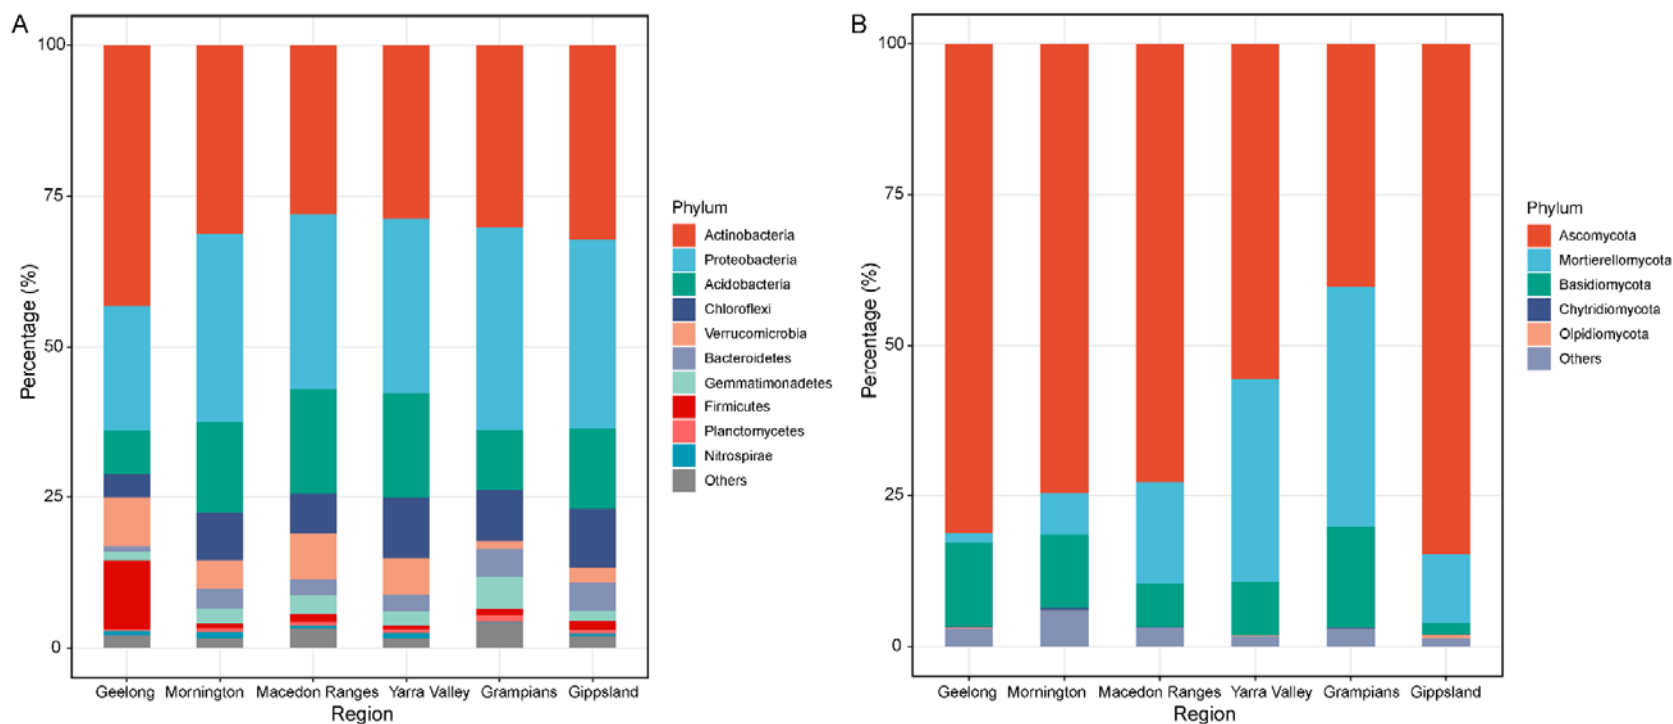 A
Percentage (%)
100
75
50
25
0
Geelong Mornington Macedon Ranges Yarra Valley Grampians Gippsland
Region
Phylum
Actinobacteria
Proteobacteria
Acidobacteria
Chloroflexi
Verrucomicrobia
Bacteroidetes
Gemmatimonadetes
Firmicutes
Planctomycetes
Nitrospirae
Others
B
Percentage (%)
100
75
50
25
0
Geelong Mornington Macedon Ranges Yarra Valley Grampians Gippsland
Region
Phylum
Ascomycota
Mortierellomycota
Basidiomycota
Chytridiomycota
Olpidiomycota
Others